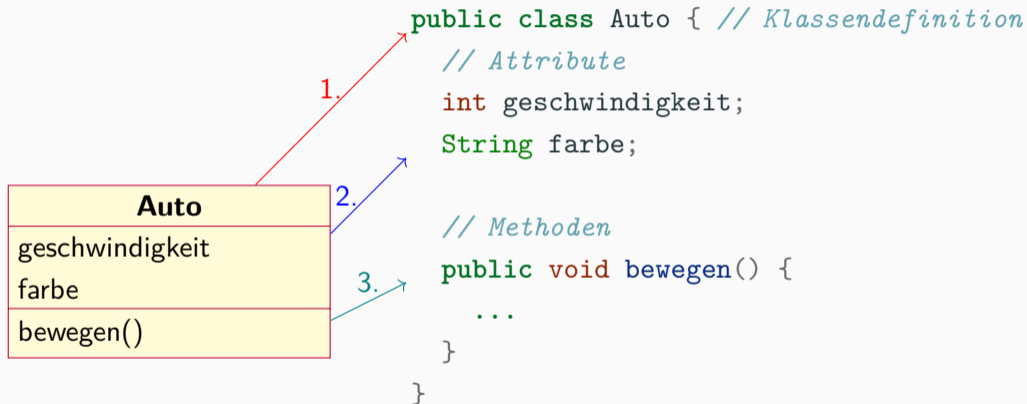 public class Auto { // Klassendefinition
// Attribute
int geschwindigkeit;
String farbe;
// Methoden
public void bewegen() {
...
}
}
1.
2.
3.
Auto
geschwindigkeit
farbe
bewegen()